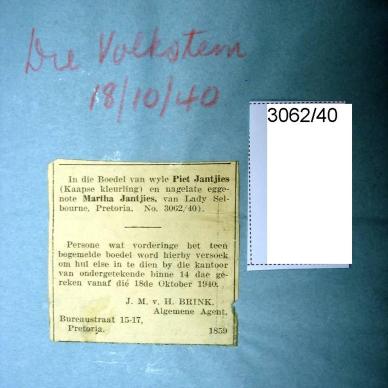 Die Volkstem
18/10/40
3062/40
In die Boedel van wyle Piet Jantjies
(Kaapse kleurling) en nagelate egge-
note Martha Jantjies, van Lady Sel-
bourne, Pretoria. No. 3062/40).
Persone wat vorderinge het teen
bogemelde boedel word hierby versoek
om hul eise in te dien by die kantoor
van ondergetekende binne 14 dae ge-
reken vanaf dié 18de Oktober 1940.
J. M. v. H. BRINK.
Algemene Agent.
Bureaustraat 15-17,
Pretoria. 1859